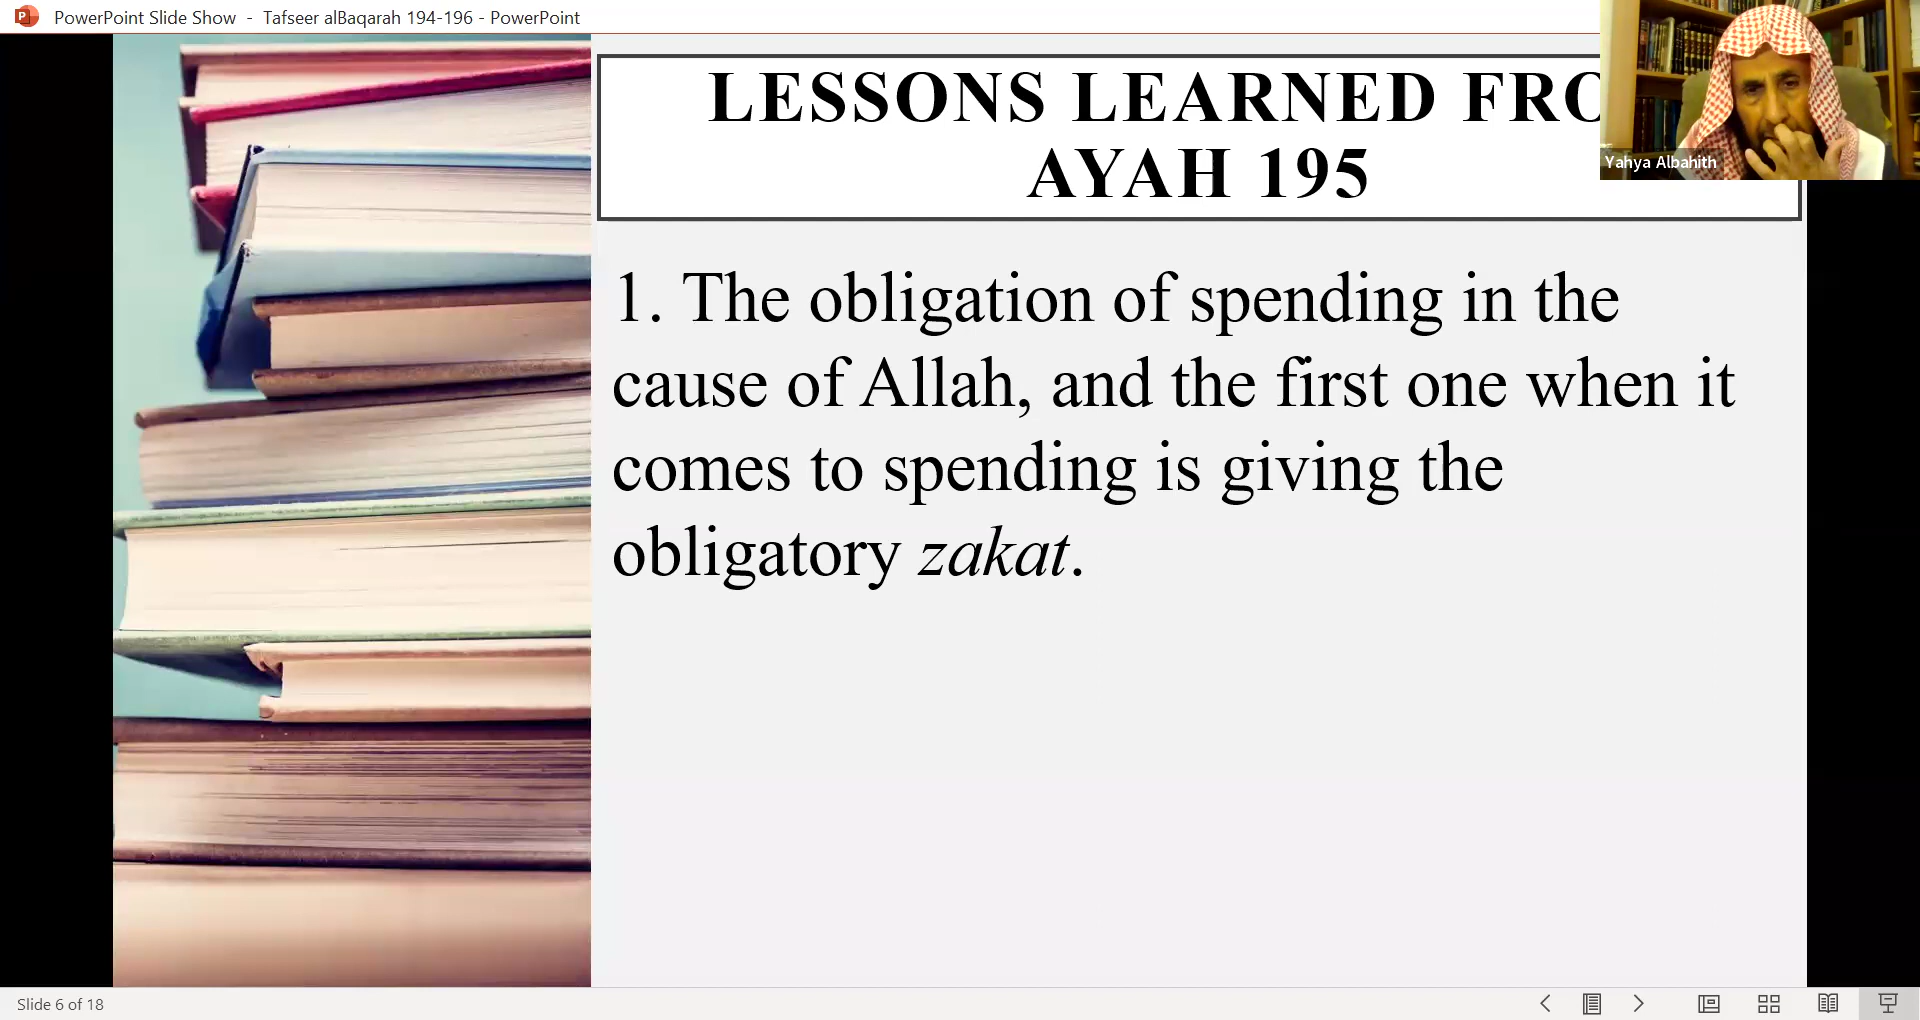 PowerPoint Slide Show - Tafseer alBaqarah 194-196 - PowerPoint
LESSONS LEARNED FRO
AYAH 195
Yahya Albahith
1. The obligation of spending in the
cause of Allah, and the first one when it
comes to spending is giving the
obligatory zakat.
Slide 6 of 18